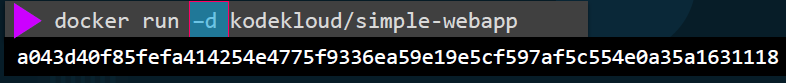 docker run –d kodekloud/simple-webapp
a043d40f85fefa414254e4775f9336ea59e19e5cf597af5c554e0a35a1631118